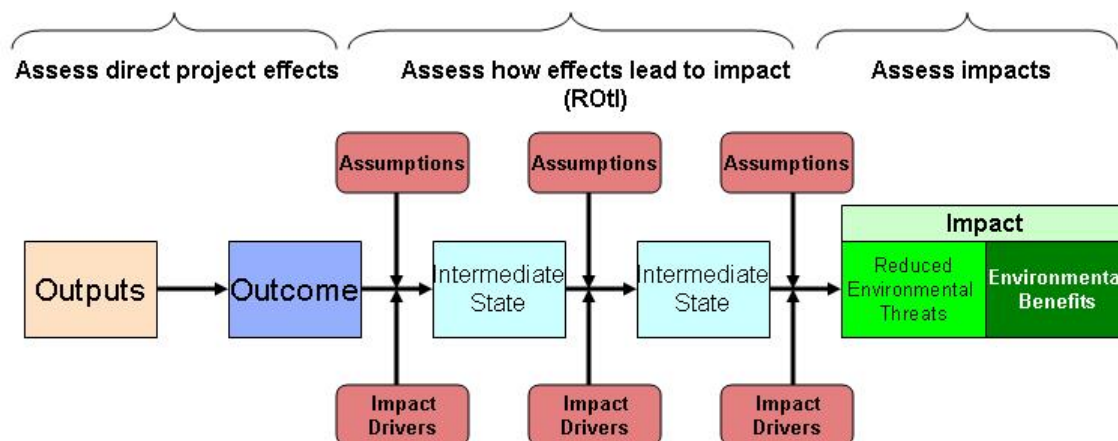 Assess direct project effects
Assess how effects lead to impact
(ROtI)
Assess impacts
Assumptions
Assumptions
Assumptions
Outputs
Outcome
Intermediate
State
Intermediate
State
Impact
Reduced
Environmental
Threats
Environmental
Benefits
Impact
Drivers
Impact
Drivers
Impact
Drivers